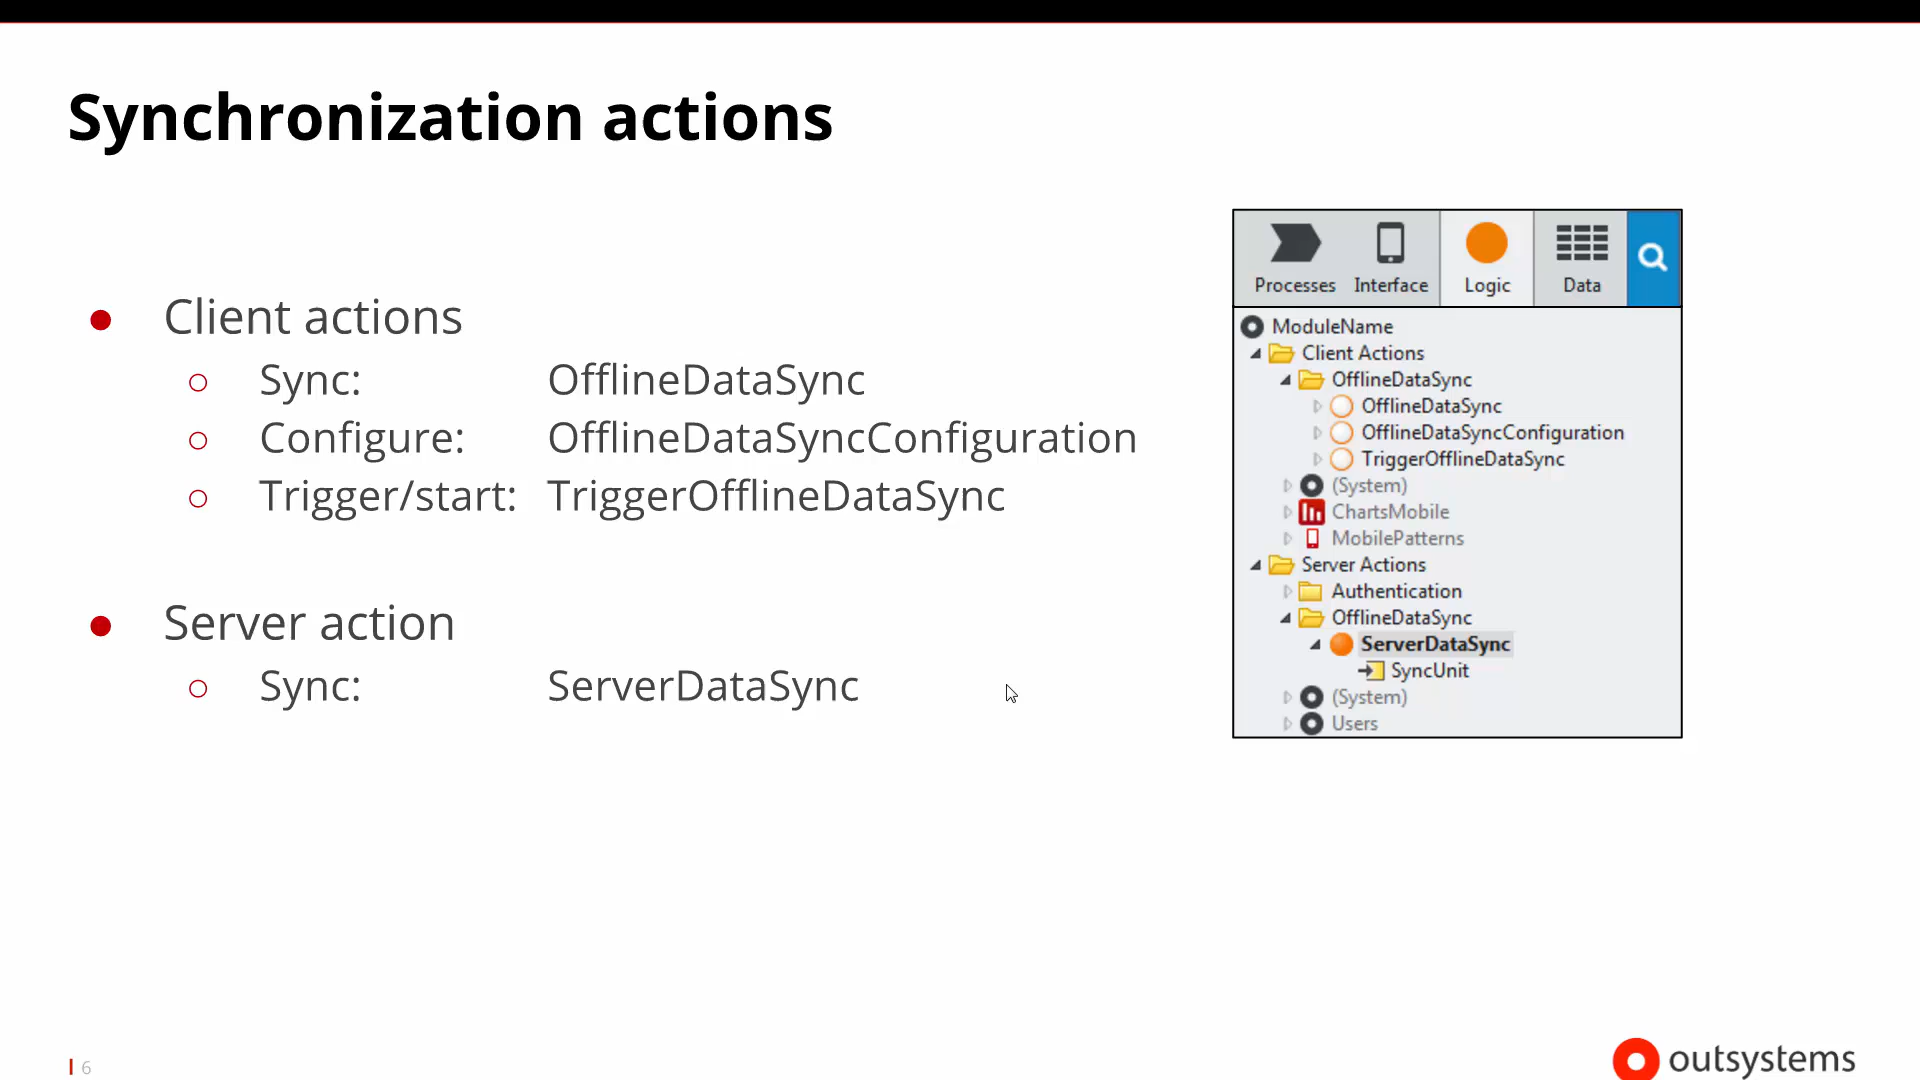 Synchronization actions
Client actions
Sync: OfflineDataSync
Configure: OfflineDataSyncConfiguration
Trigger/start: TriggerOfflineDataSync
Server action
Sync: ServerDataSync
Processes Interface Logic Data
ModuleName
Client Actions
OfflineDataSync
OfflineDataSync
OfflineDataSyncConfiguration
TriggerOfflineDataSync
(System)
ChartsMobile
MobilePatterns
Server Actions
Authentication
OfflineDataSync
ServerDataSync
SyncUnit
(System)
Users
6
outsystems